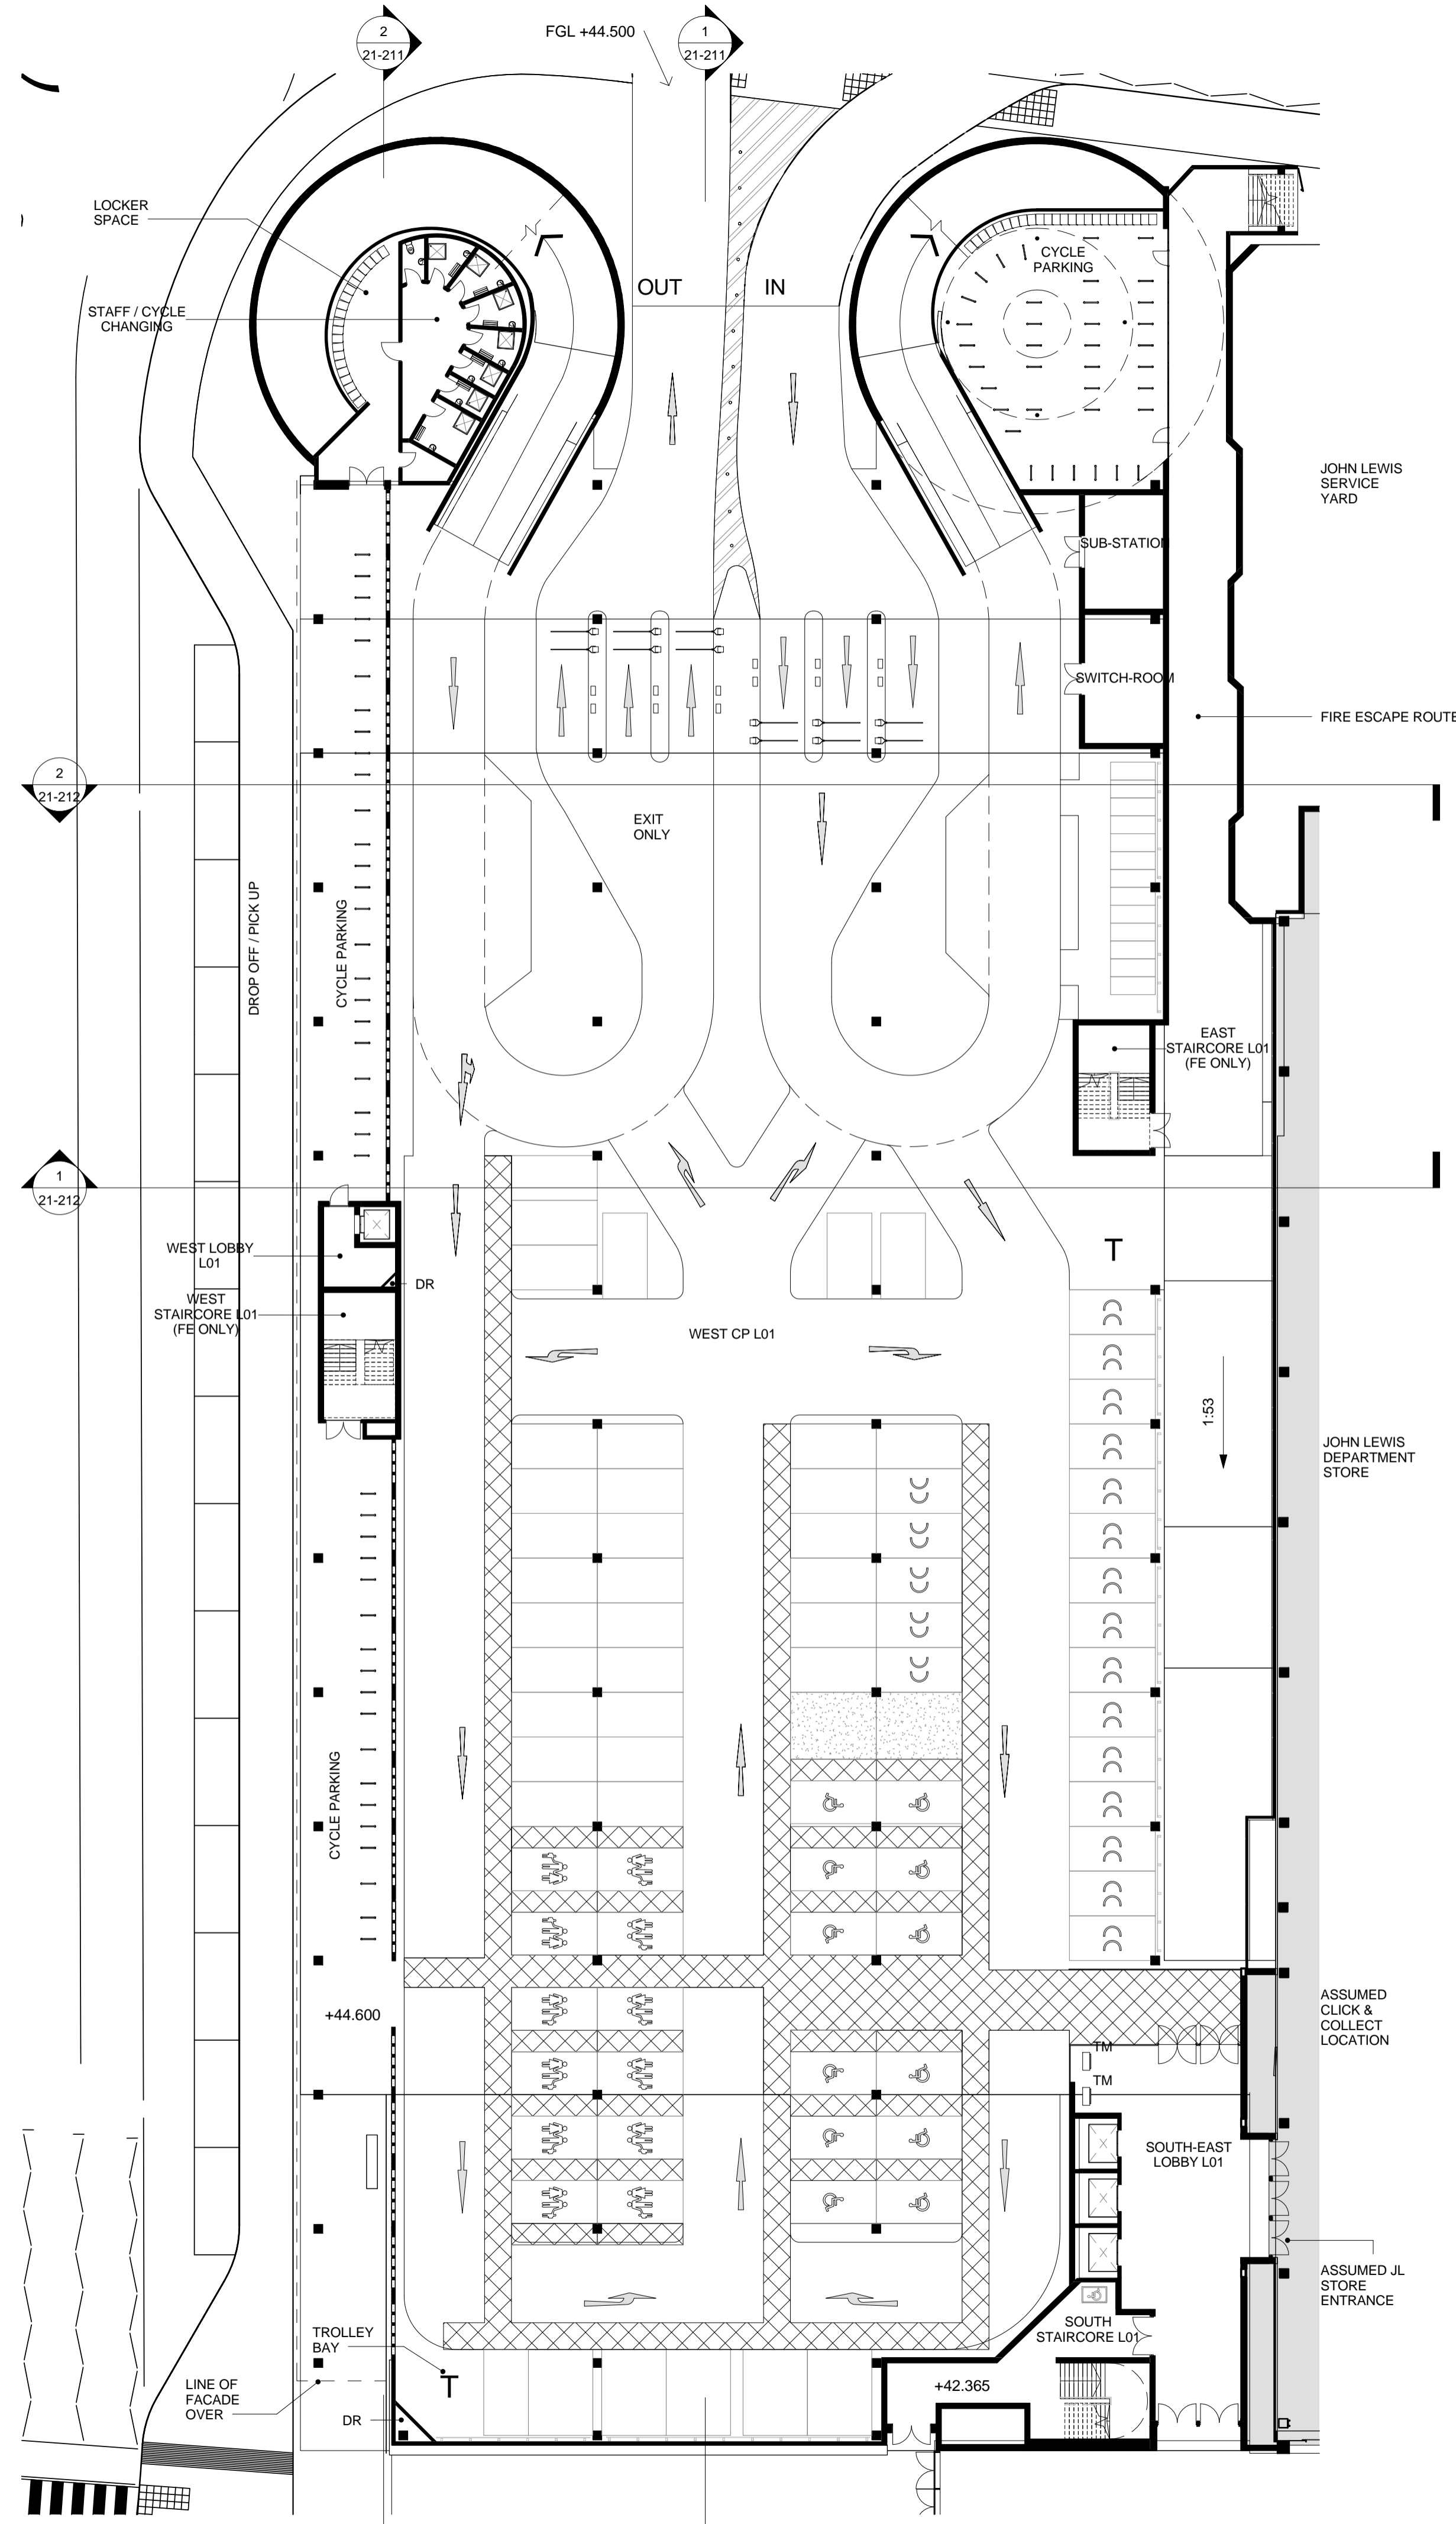 2
21-211
FGL +44.500
1
21-211
LOCKER
SPACE
CYCLE
PARKING
OUT
IN
STAFF / CYCLE
CHANGING
JOHN LEWIS
SERVICE
YARD
SUB-STATION
SWITCH-ROOM
FIRE ESCAPE ROUTE
2
21-212
EXIT
ONLY
DROP OFF / PICK UP
CYCLE PARKING
EAST
STAIRCORE L01
(FE ONLY)
1
21-212
WEST LOBBY
L01
T
DR
WEST
STAIRCORE L01
(FE ONLY)
WEST CP L01
1:53
JOHN LEWIS
DEPARTMENT
STORE
CYCLE PARKING
+44.600
ASSUMED
CLICK &
COLLECT
LOCATION
TM
TM
SOUTH-EAST
LOBBY L01
ASSUMED JL
STORE
ENTRANCE
TROLLEY
BAY
SOUTH
STAIRCORE L01
T
+42.365
LINE OF
FACADE
OVER
DR